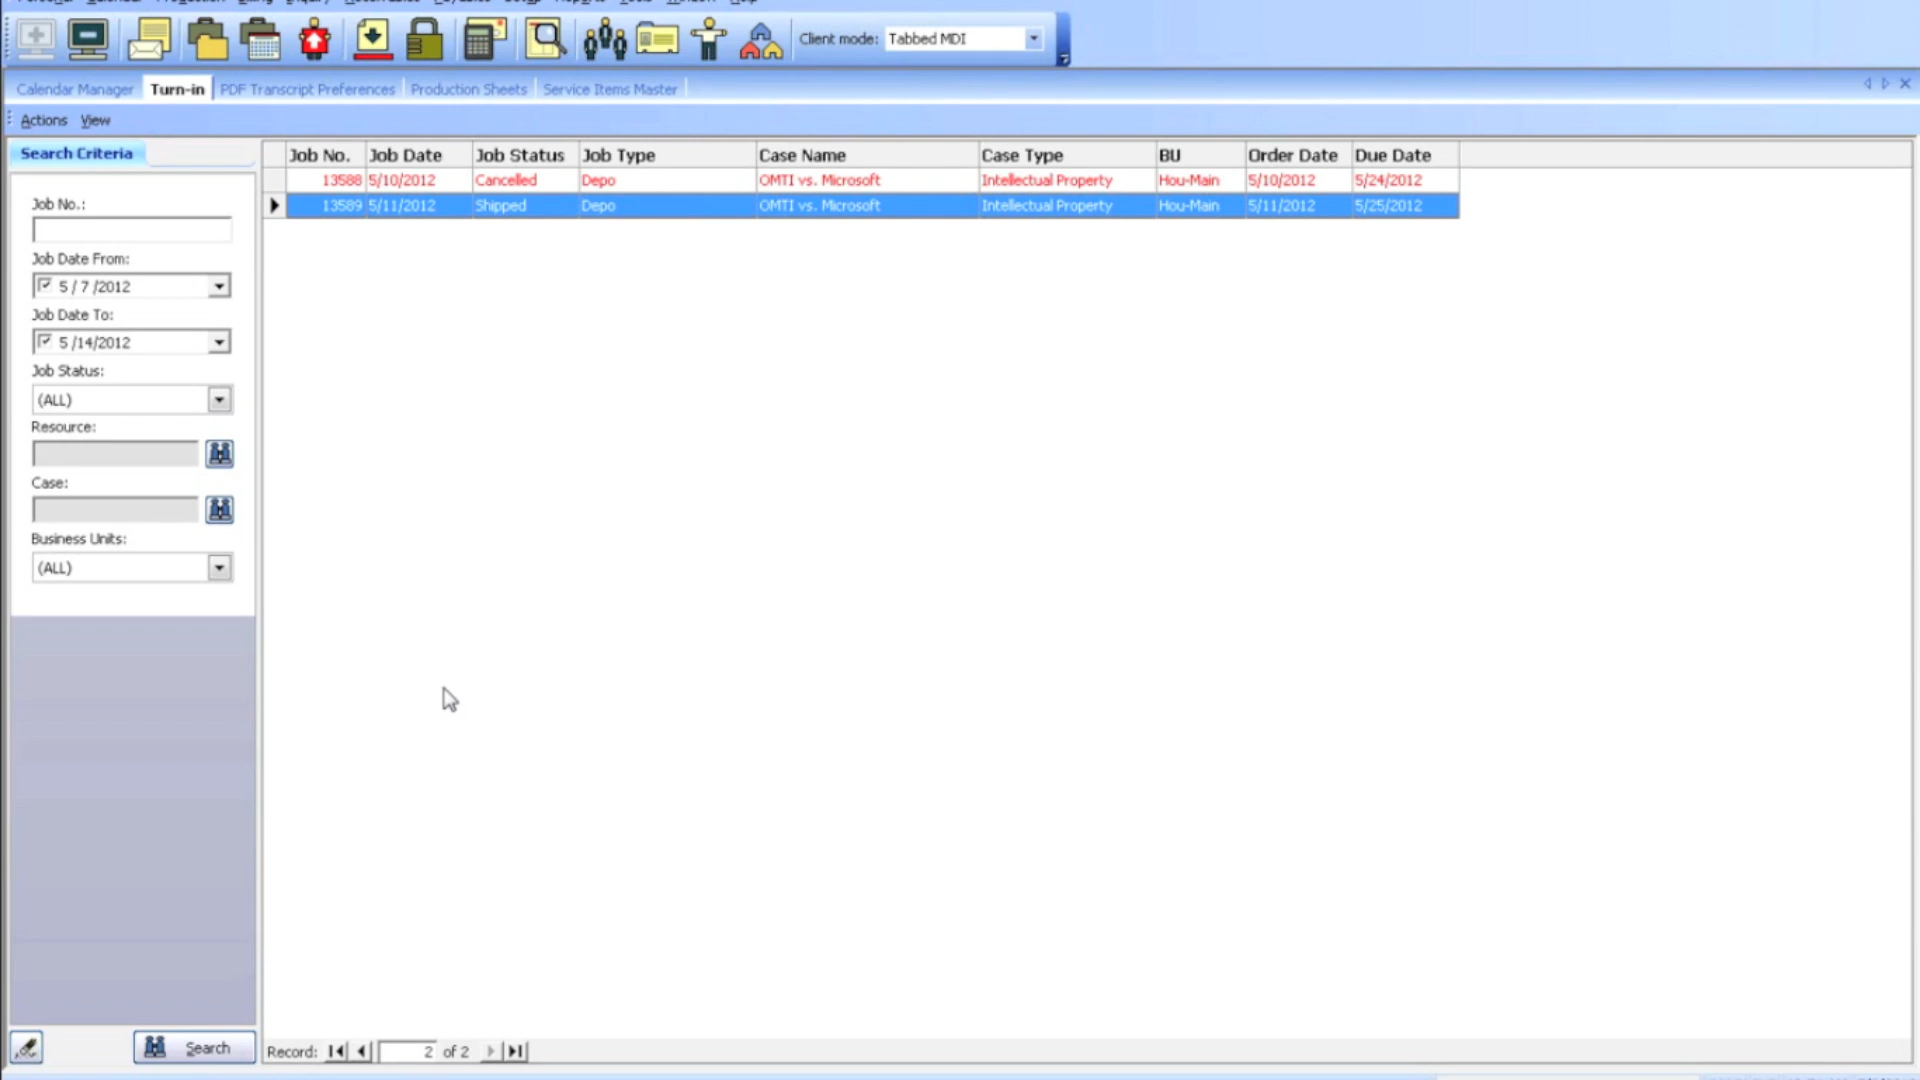 Client mode: Tabbed MDI
Calendar Manager Turn-in PDF Transcript Preferences Production Sheets Service Items Master
Actions View
Search Criteria
Job No.:
Job Date From:
5 / 7 /2012
Job Date To:
5 /14/2012
Job Status:
(ALL)
Resource:
Case:
Business Units:
(ALL)
Search
Job No. Job Date Job Status Job Type Case Name Case Type BU Order Date Due Date
13588 5/10/2012 Cancelled Depo OMTI vs. Microsoft Intellectual Property Hou-Main 5/10/2012 5/24/2012
13589 5/11/2012 Shipped Depo OMTI vs. Microsoft Intellectual Property Hou-Main 5/11/2012 5/25/2012
Record: 2 of 2